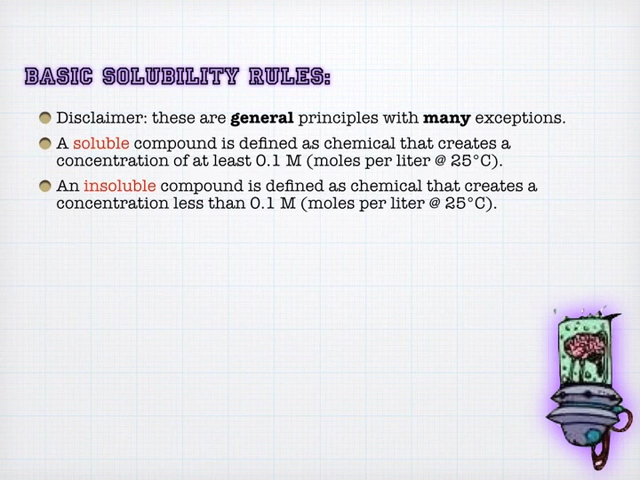 BASIC SOLUBILITY RULES:
Disclaimer: these are general principles with many exceptions.
A soluble compound is defined as chemical that creates a
concentration of at least 0.1 M (moles per liter @ 25°C).
An insoluble compound is defined as chemical that creates a
concentration less than 0.1 M (moles per liter @ 25°C).